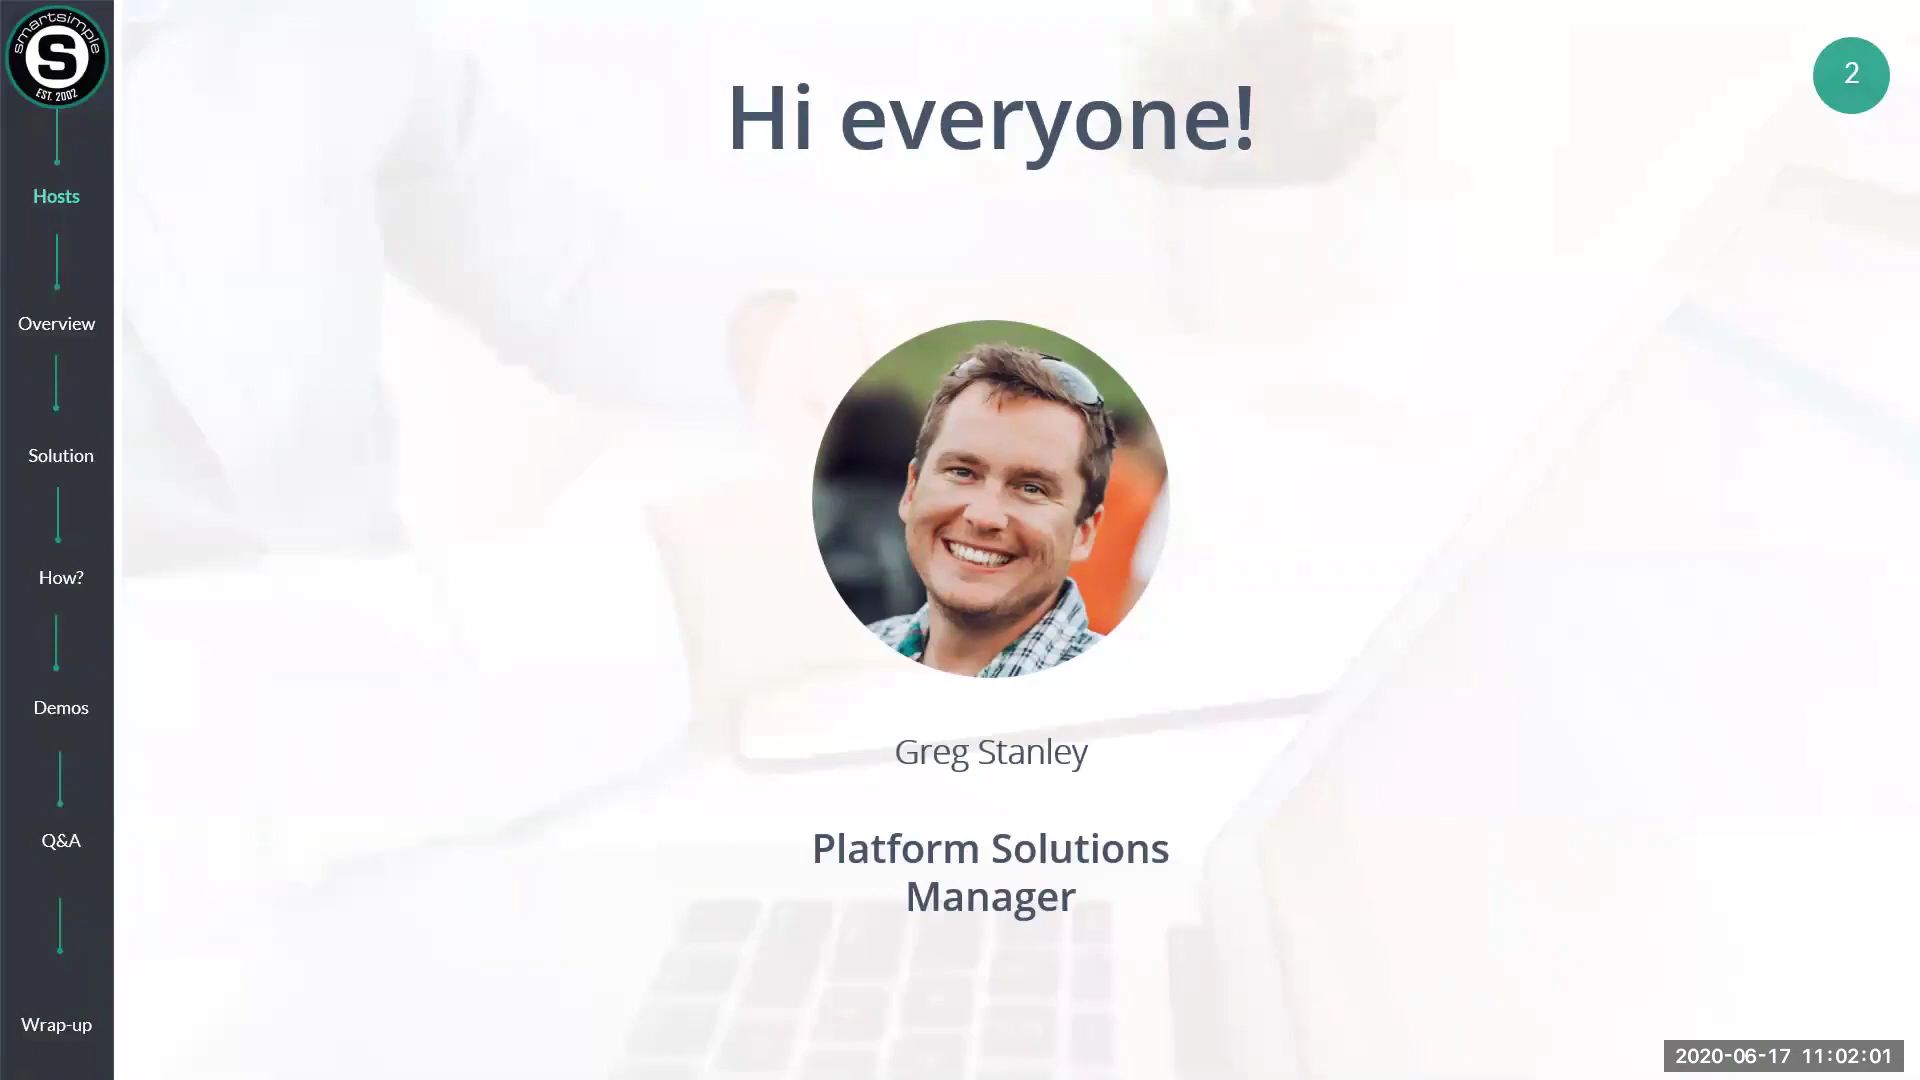 smartsimple
S
EST. 2002
Hosts
Overview
Solution
How?
Demos
Q&A
Wrap-up
Hi everyone!
2
Greg Stanley
Platform Solutions
Manager
2020-06-17 11:02:01